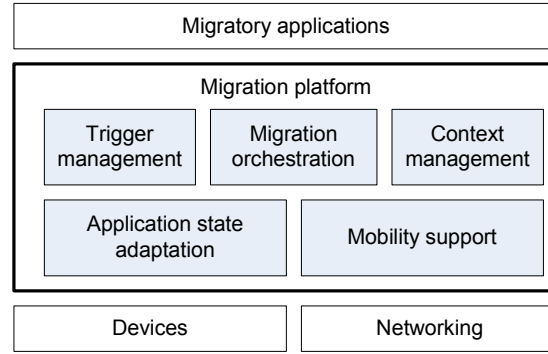 Migratory applications
Migration platform
Trigger
management
Migration
orchestration
Context
management
Application state
adaptation
Mobility support
Devices
Networking